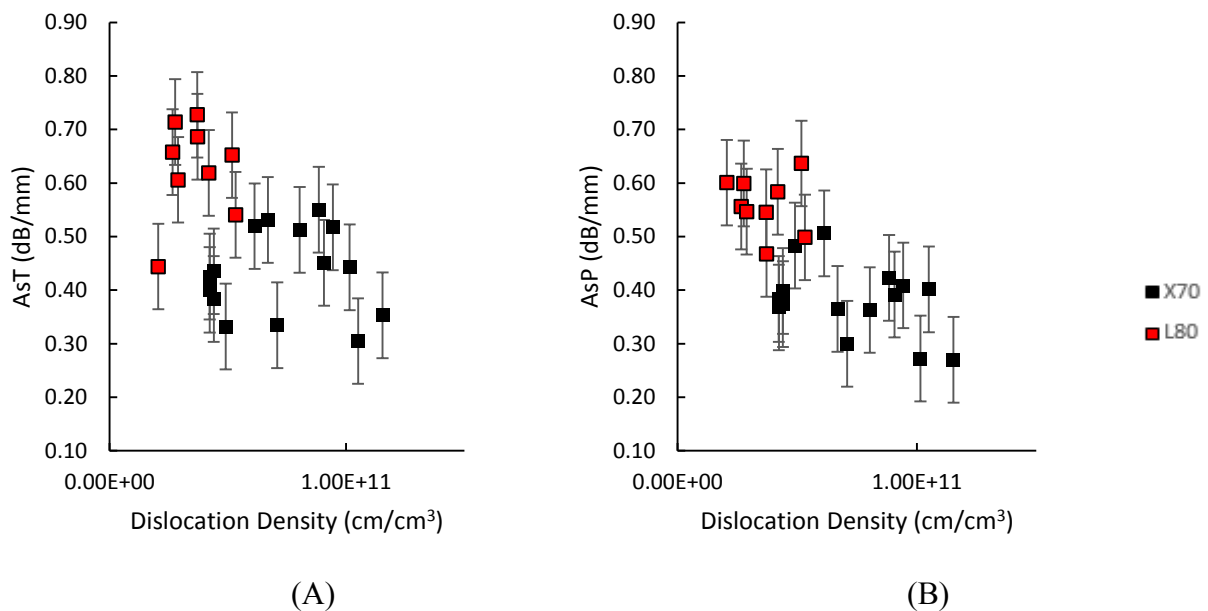 0.90
0.80
0.70
0.60
0.50
0.40
0.30
0.20
0.10
AsT (dB/mm)
0.00E+00 1.00E+11
Dislocation Density (cm/cm³)
(A)
0.90
0.80
0.70
0.60
0.50
0.40
0.30
0.20
0.10
AsP (dB/mm)
0.00E+00 1.00E+11
Dislocation Density (cm/cm³)
(B)
X70
L80